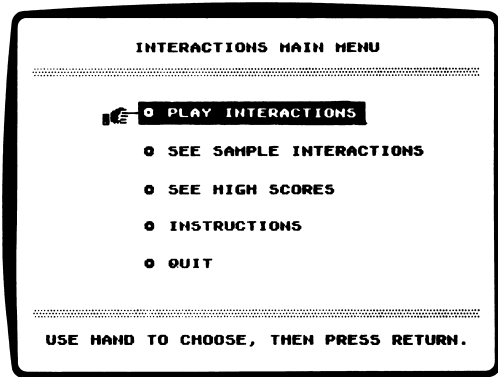 INTERACTIONS MAIN MENU
PLAY INTERACTIONS
SEE SAMPLE INTERACTIONS
SEE HIGH SCORES
INSTRUCTIONS
QUIT
USE HAND TO CHOOSE, THEN PRESS RETURN.